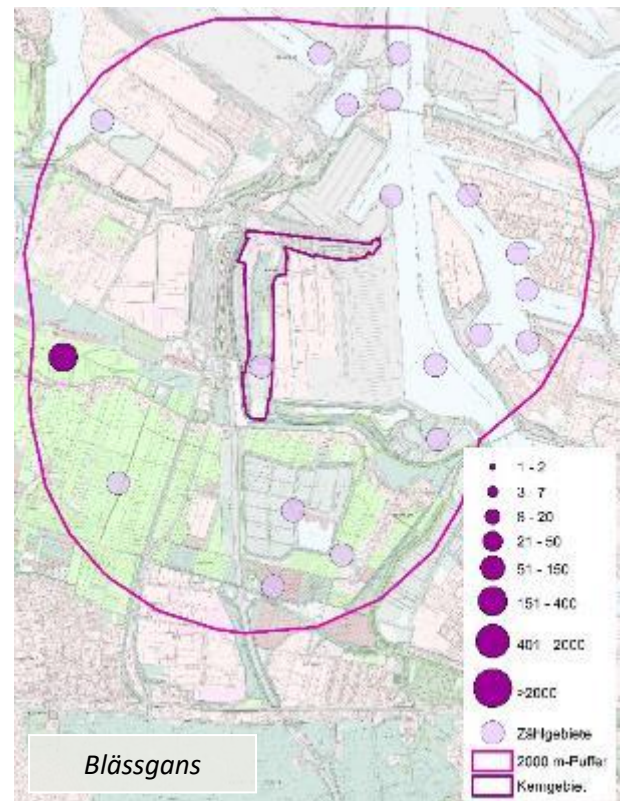 1 - 2
3 - 7
8 - 20
21 - 50
51 - 150
151 - 400
401 - 2000
>2000
Zählgebiete
2000 m-Puffer
Kerngebiet
Blässgans